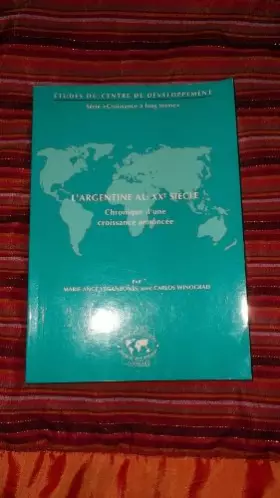 ÉTUDES DU CENTRE DE DÉVELOPPEMENT
Série «Croissance à long terme»
L'ARGENTINE AU XXe SIÈCLE
Chronique d'une
croissance annoncée
PAR
MARIE-ANGE VÉGANZONÈS, avec CARLOS WINOGRAD